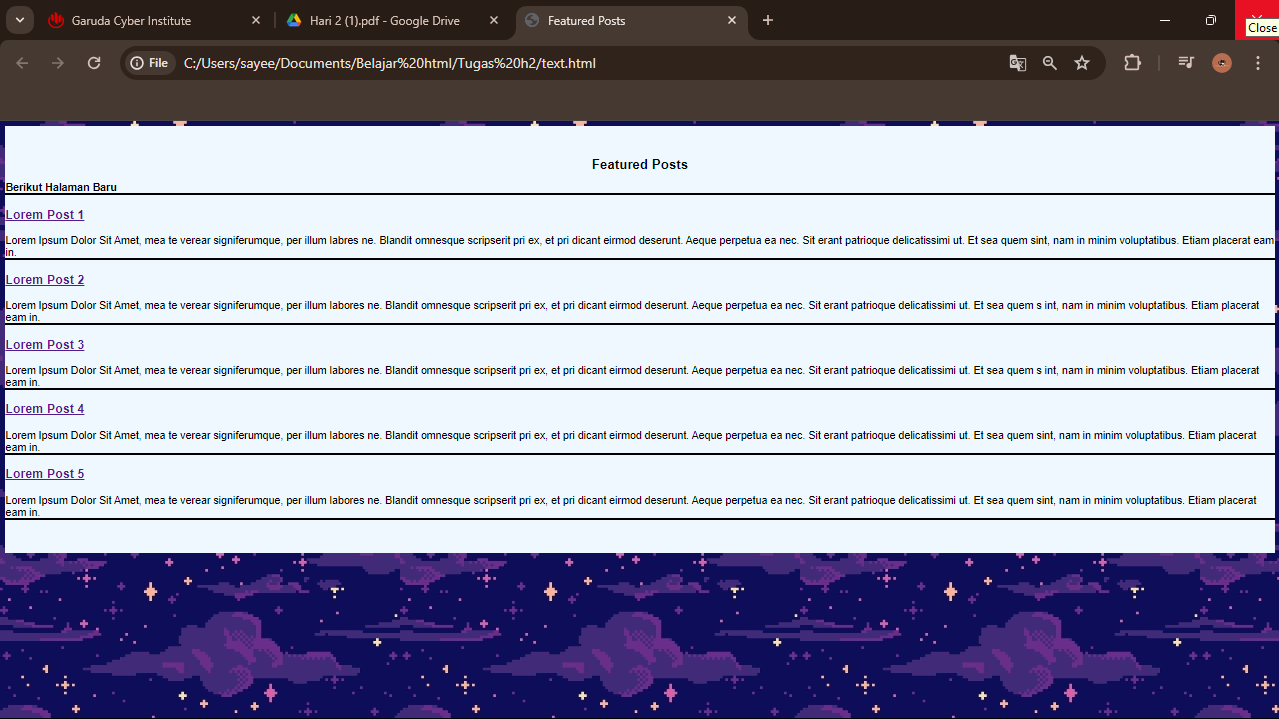 Garuda Cyber Institute
Hari 2 (1).pdf - Google Drive
Featured Posts
Close
File
C:/Users/sayee/Documents/Belajar%20html/Tugas%20h2/text.html
Featured Posts
Berikut Halaman Baru
Lorem Post 1
Lorem Ipsum Dolor Sit Amet, mea te verear signiferumque, per illum labres ne. Blandit omnesque scripserit pri ex, et pri dicant eirmod deserunt. Aeque perpetua ea nec. Sit erant patrioque delicatissimi ut. Et sea quem sint, nam in minim voluptatibus. Etiam placerat eam
in.
Lorem Post 2
Lorem Ipsum Dolor Sit Amet, mea te verear signiferumque, per illum labores ne. Blandit omnesque scripserit pri ex, et pri dicant eirmod deserunt. Aeque perpetua ea nec. Sit erant patrioque delicatissimi ut. Et sea quem s int, nam in minim voluptatibus. Etiam placerat
eam in.
Lorem Post 3
Lorem Ipsum Dolor Sit Amet, mea te verear signiferumque, per illum labores ne. Blandit omnesque scripserit pri ex, et pri dicant eirmod deserunt. Aeque perpetua ea nec. Sit erant patrioque delicatissimi ut. Et sea quem s int, nam in minim voluptatibus. Etiam placerat
eam in.
Lorem Post 4
Lorem Ipsum Dolor Sit Amet, mea te verear signiferumque, per illum labores ne. Blandit omnesque scripserit pri ex, et pri dicant eirmod deserunt. Aeque perpetua ea nec. Sit erant patrioque delicatissimi ut. Et sea quem sint, nam in minim voluptatibus. Etiam placerat
eam in.
Lorem Post 5
Lorem Ipsum Dolor Sit Amet, mea te verear signiferumque, per illum labores ne. Blandit omnesque scripserit pri ex, et pri dicant eirmod deserunt. Aeque perpetua ea nec. Sit erant patrioque delicatissimi ut. Et sea quem sint, nam in minim voluptatibus. Etiam placerat
eam in.